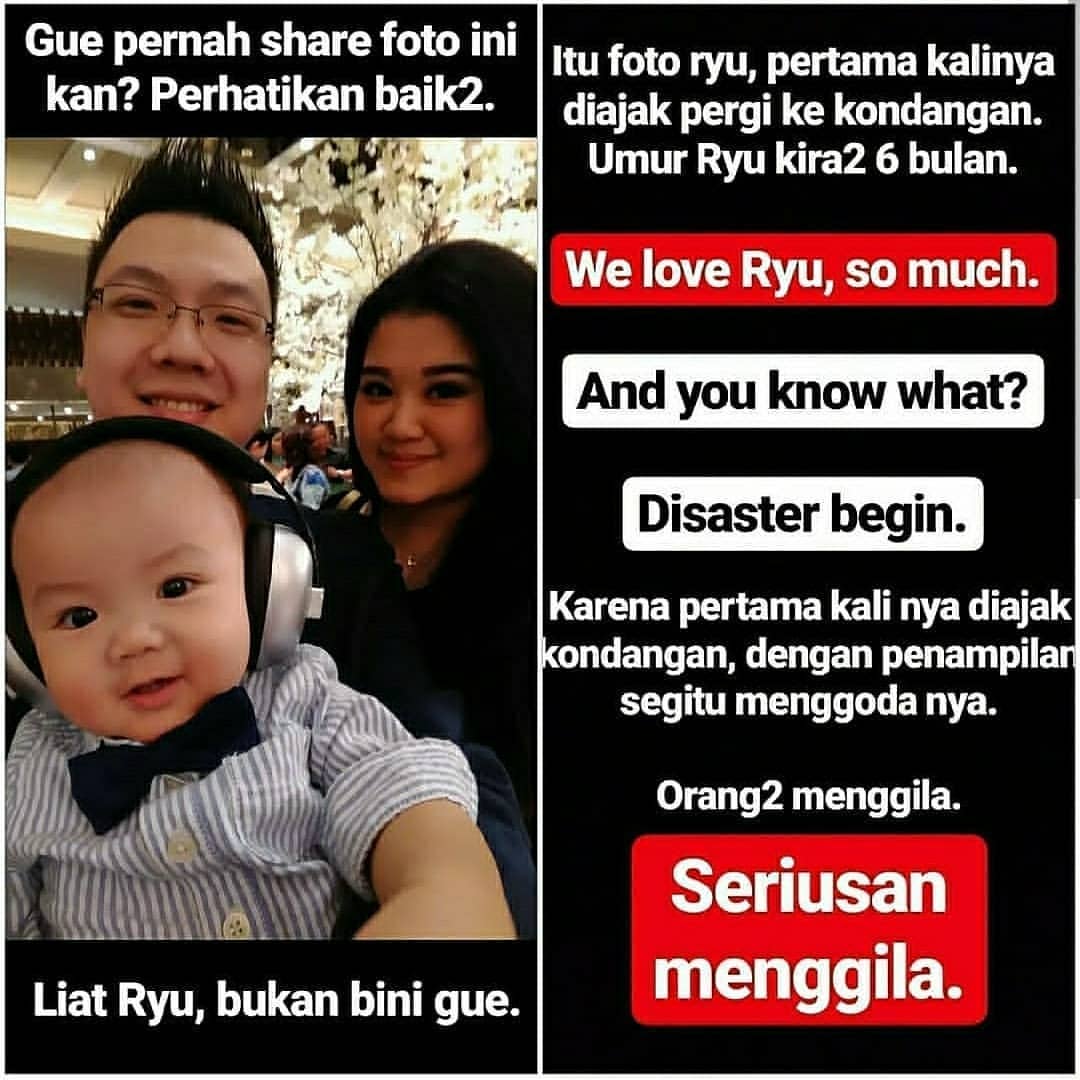 Gue pernah share foto ini
kan? Perhatikan baik2.
Liat Ryu, bukan bini gue.
Itu foto ryu, pertama kalinya
diajak pergi ke kondangan.
Umur Ryu kira2 6 bulan.
We love Ryu, so much.
And you know what?
Disaster begin.
Karena pertama kali nya diajak
kondangan, dengan penampilan
segitu menggoda nya.
Orang2 menggila.
Seriusan
menggila.